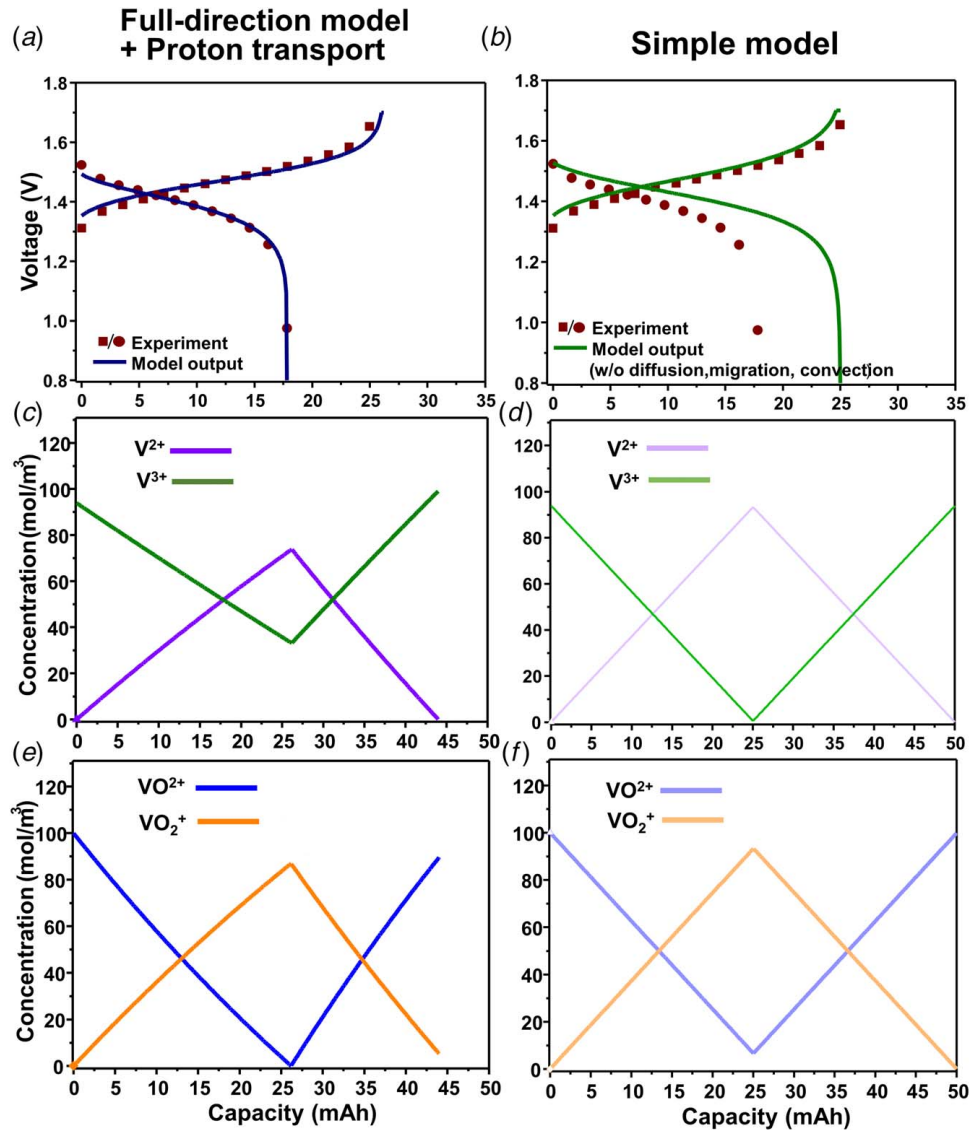 Full-direction model
+ Proton transport
Simple model
(a)
(b)
Voltage (V)
1.8
1.6
1.4
1.2
1.0
0.8
0 5 10 15 20 25 30 35
■/● Experiment
Model output
1.8
1.6
1.4
1.2
1.0
0.8
0 5 10 15 20 25 30 35
■/● Experiment
Model output
(w/o diffusion,migration, convection)
(c)
Concentration (mol/m³)
120
100
80
60
40
20
0
0 5 10 15 20 25 30 35 40 45 50
V²⁺
V³⁺
(d)
120
100
80
60
40
20
0
0 5 10 15 20 25 30 35 40 45 50
V²⁺
V³⁺
(e)
Concentration (mol/m³)
120
100
80
60
40
20
0
0 5 10 15 20 25 30 35 40 45 50
VO²⁺
VO₂⁺
Capacity (mAh)
(f)
120
100
80
60
40
20
0
0 5 10 15 20 25 30 35 40 45 50
VO²⁺
VO₂⁺
Capacity (mAh)